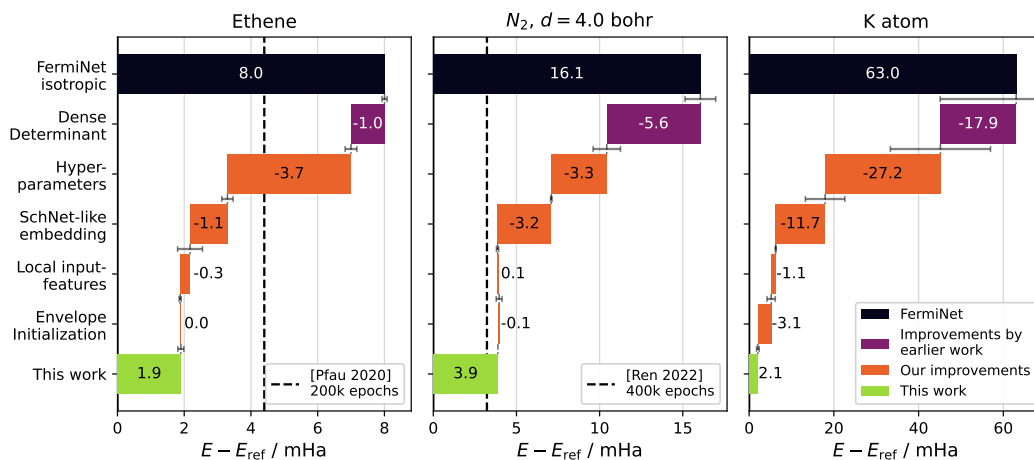 Ethene
FermiNet
isotropic
Dense
Determinant
Hyper-
parameters
SchNet-like
embedding
Local input-
features
Envelope
Initialization
This work
8.0
-1.0
-3.7
-1.1
-0.3
0.0
1.9
[Pfau 2020]
200k epochs
0
2
4
6
8
E − E_ref / mHa
N₂, d = 4.0 bohr
16.1
-5.6
-3.3
-3.2
0.1
-0.1
3.9
[Ren 2022]
400k epochs
0
5
10
15
E − E_ref / mHa
K atom
63.0
-17.9
-27.2
-11.7
-1.1
-3.1
2.1
FermiNet
Improvements by
earlier work
Our improvements
This work
0
20
40
60
E − E_ref / mHa